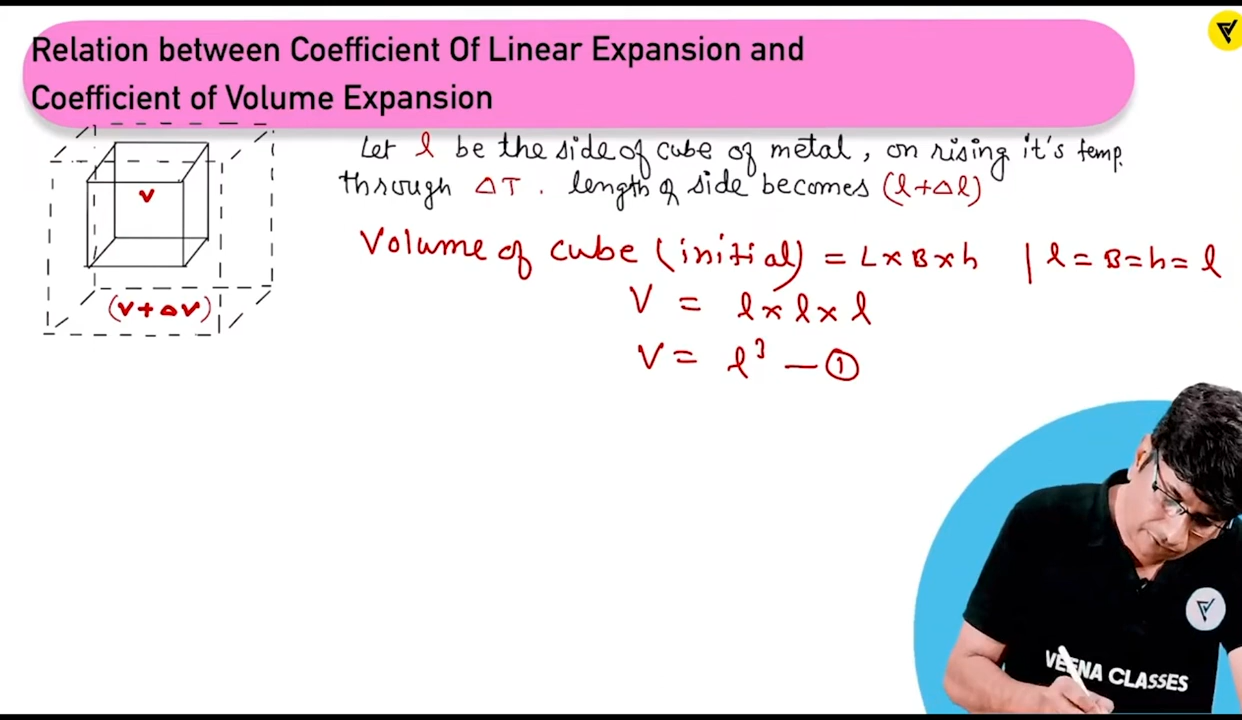 Relation between Coefficient Of Linear Expansion and
Coefficient of Volume Expansion
Let l be the side of cube of metal, on rising it's temp.
through ΔT. length of side becomes (l+Δl)
V
(V+ΔV)
Volume of cube (initial) = L×B×h | l=B=h=l
V = l×l×l
V = l³ — ①
VEENA CLASSES